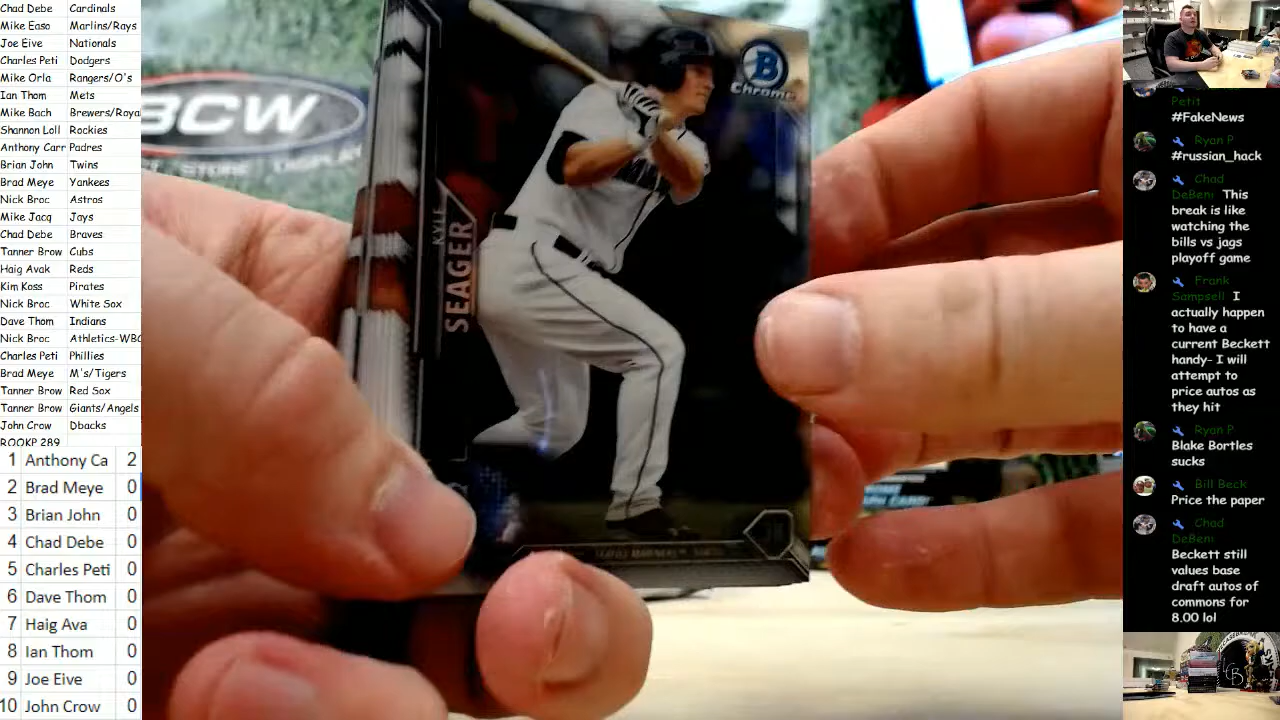 Chad Debe Cardinals
Mike Easo Marlins/Rays
Joe Eive Nationals
Charles Peti Dodgers
Mike Orla Rangers/O's
Ian Thom Mets
Mike Bach Brewers/Roya
Shannon Loll Rockies
Anthony Carr Padres
Brian John Twins
Brad Meye Yankees
Nick Broc Astros
Mike Jacq Jays
Chad Debe Braves
Tanner Brow Cubs
Haig Avak Reds
Kim Koss Pirates
Nick Broc White Sox
Dave Thom Indians
Nick Broc Athletics-WBC
Charles Peti Phillies
Brad Meye M's/Tigers
Tanner Brow Red Sox
Tanner Brow Giants/Angels
John Crow Dbacks
1 Anthony Ca 2
2 Brad Meye 0
3 Brian John 0
4 Chad Debe 0
5 Charles Peti 0
6 Dave Thom 0
7 Haig Ava 0
8 Ian Thom 0
9 Joe Eive 0
10 John Crow 0
BCW
B
Chrome
KYLE
SEAGER
Petit
#FakeNews
Ryan P
#russian_hack
Chad
DeBeni This
break is like
watching the
bills vs jags
playoff game
Frank
Sampsell I
actually happen
to have a
current Beckett
handy- I will
attempt to
price autos as
they hit
Ryan P
Blake Bortles
sucks
Bill Beck
Price the paper
Chad
DeBeni
Beckett still
values base
draft autos of
commons for
8.00 lol